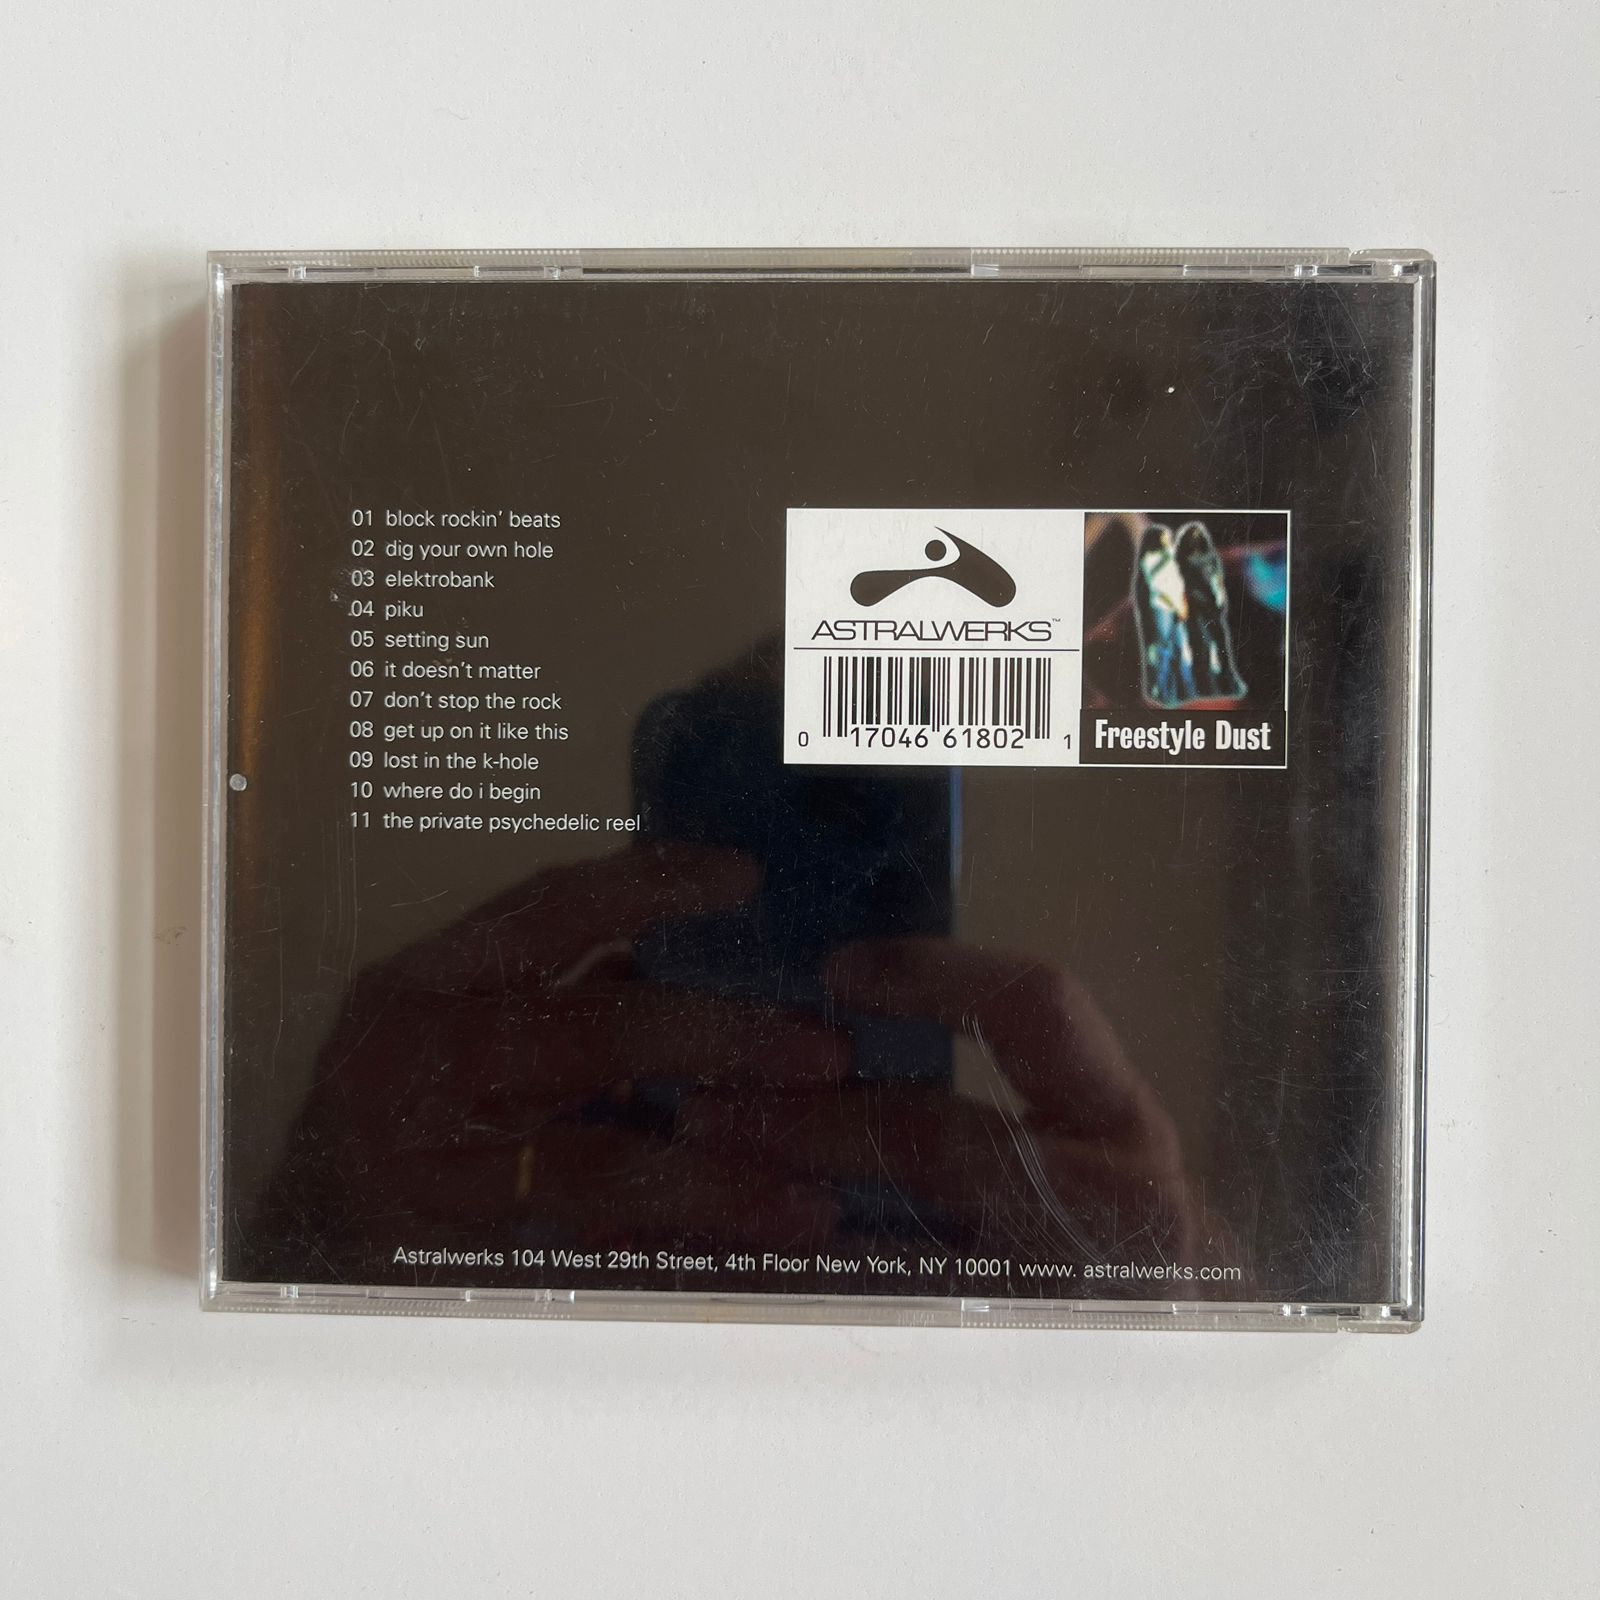 01 block rockin' beats
02 dig your own hole
03 elektrobank
04 piku
05 setting sun
06 it doesn't matter
07 don't stop the rock
08 get up on it like this
09 lost in the k-hole
10 where do i begin
11 the private psychedelic reel
ASTRALWERKS™
0 17046 61802 1
Freestyle Dust
Astralwerks 104 West 29th Street, 4th Floor New York, NY 10001 www. astralwerks.com